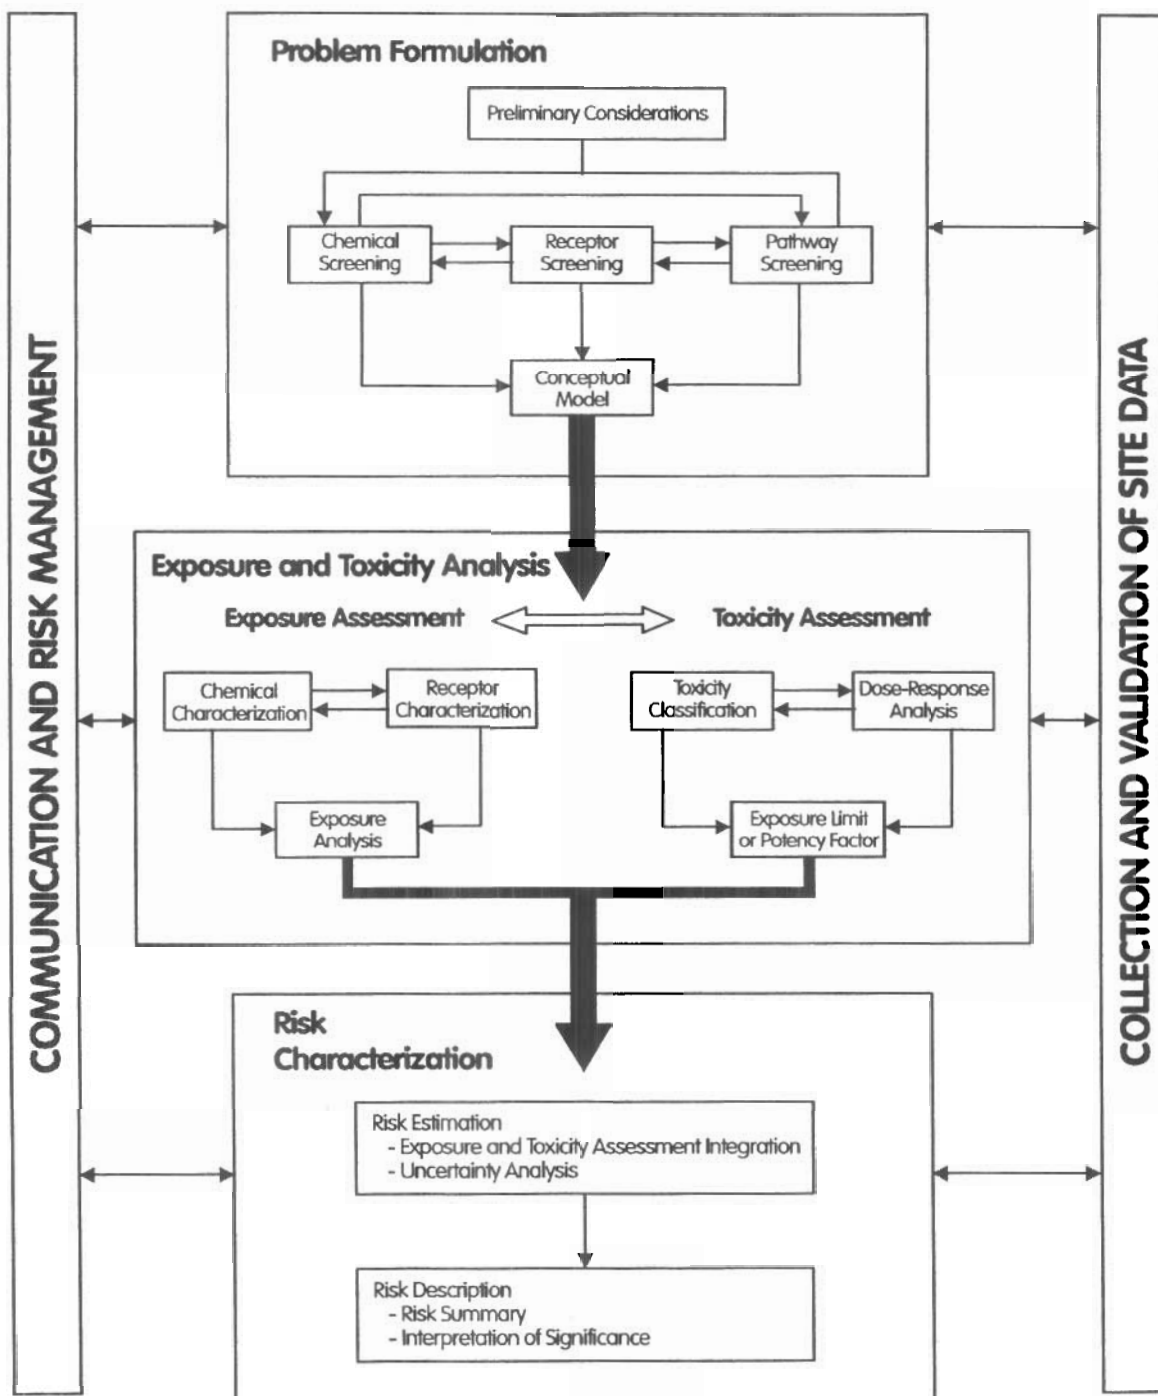 COMMUNICATION AND RISK MANAGEMENT
Problem Formulation
Preliminary Considerations
Chemical
Screening
Receptor
Screening
Pathway
Screening
Conceptual
Model
Exposure and Toxicity Analysis
Exposure Assessment
Toxicity Assessment
Chemical
Characterization
Receptor
Characterization
Toxicity
Classification
Dose-Response
Analysis
Exposure
Analysis
Exposure Limit
or Potency Factor
Risk
Characterization
Risk Estimation
- Exposure and Toxicity Assessment Integration
- Uncertainty Analysis
Risk Description
- Risk Summary
- Interpretation of Significance
COLLECTION AND VALIDATION OF SITE DATA